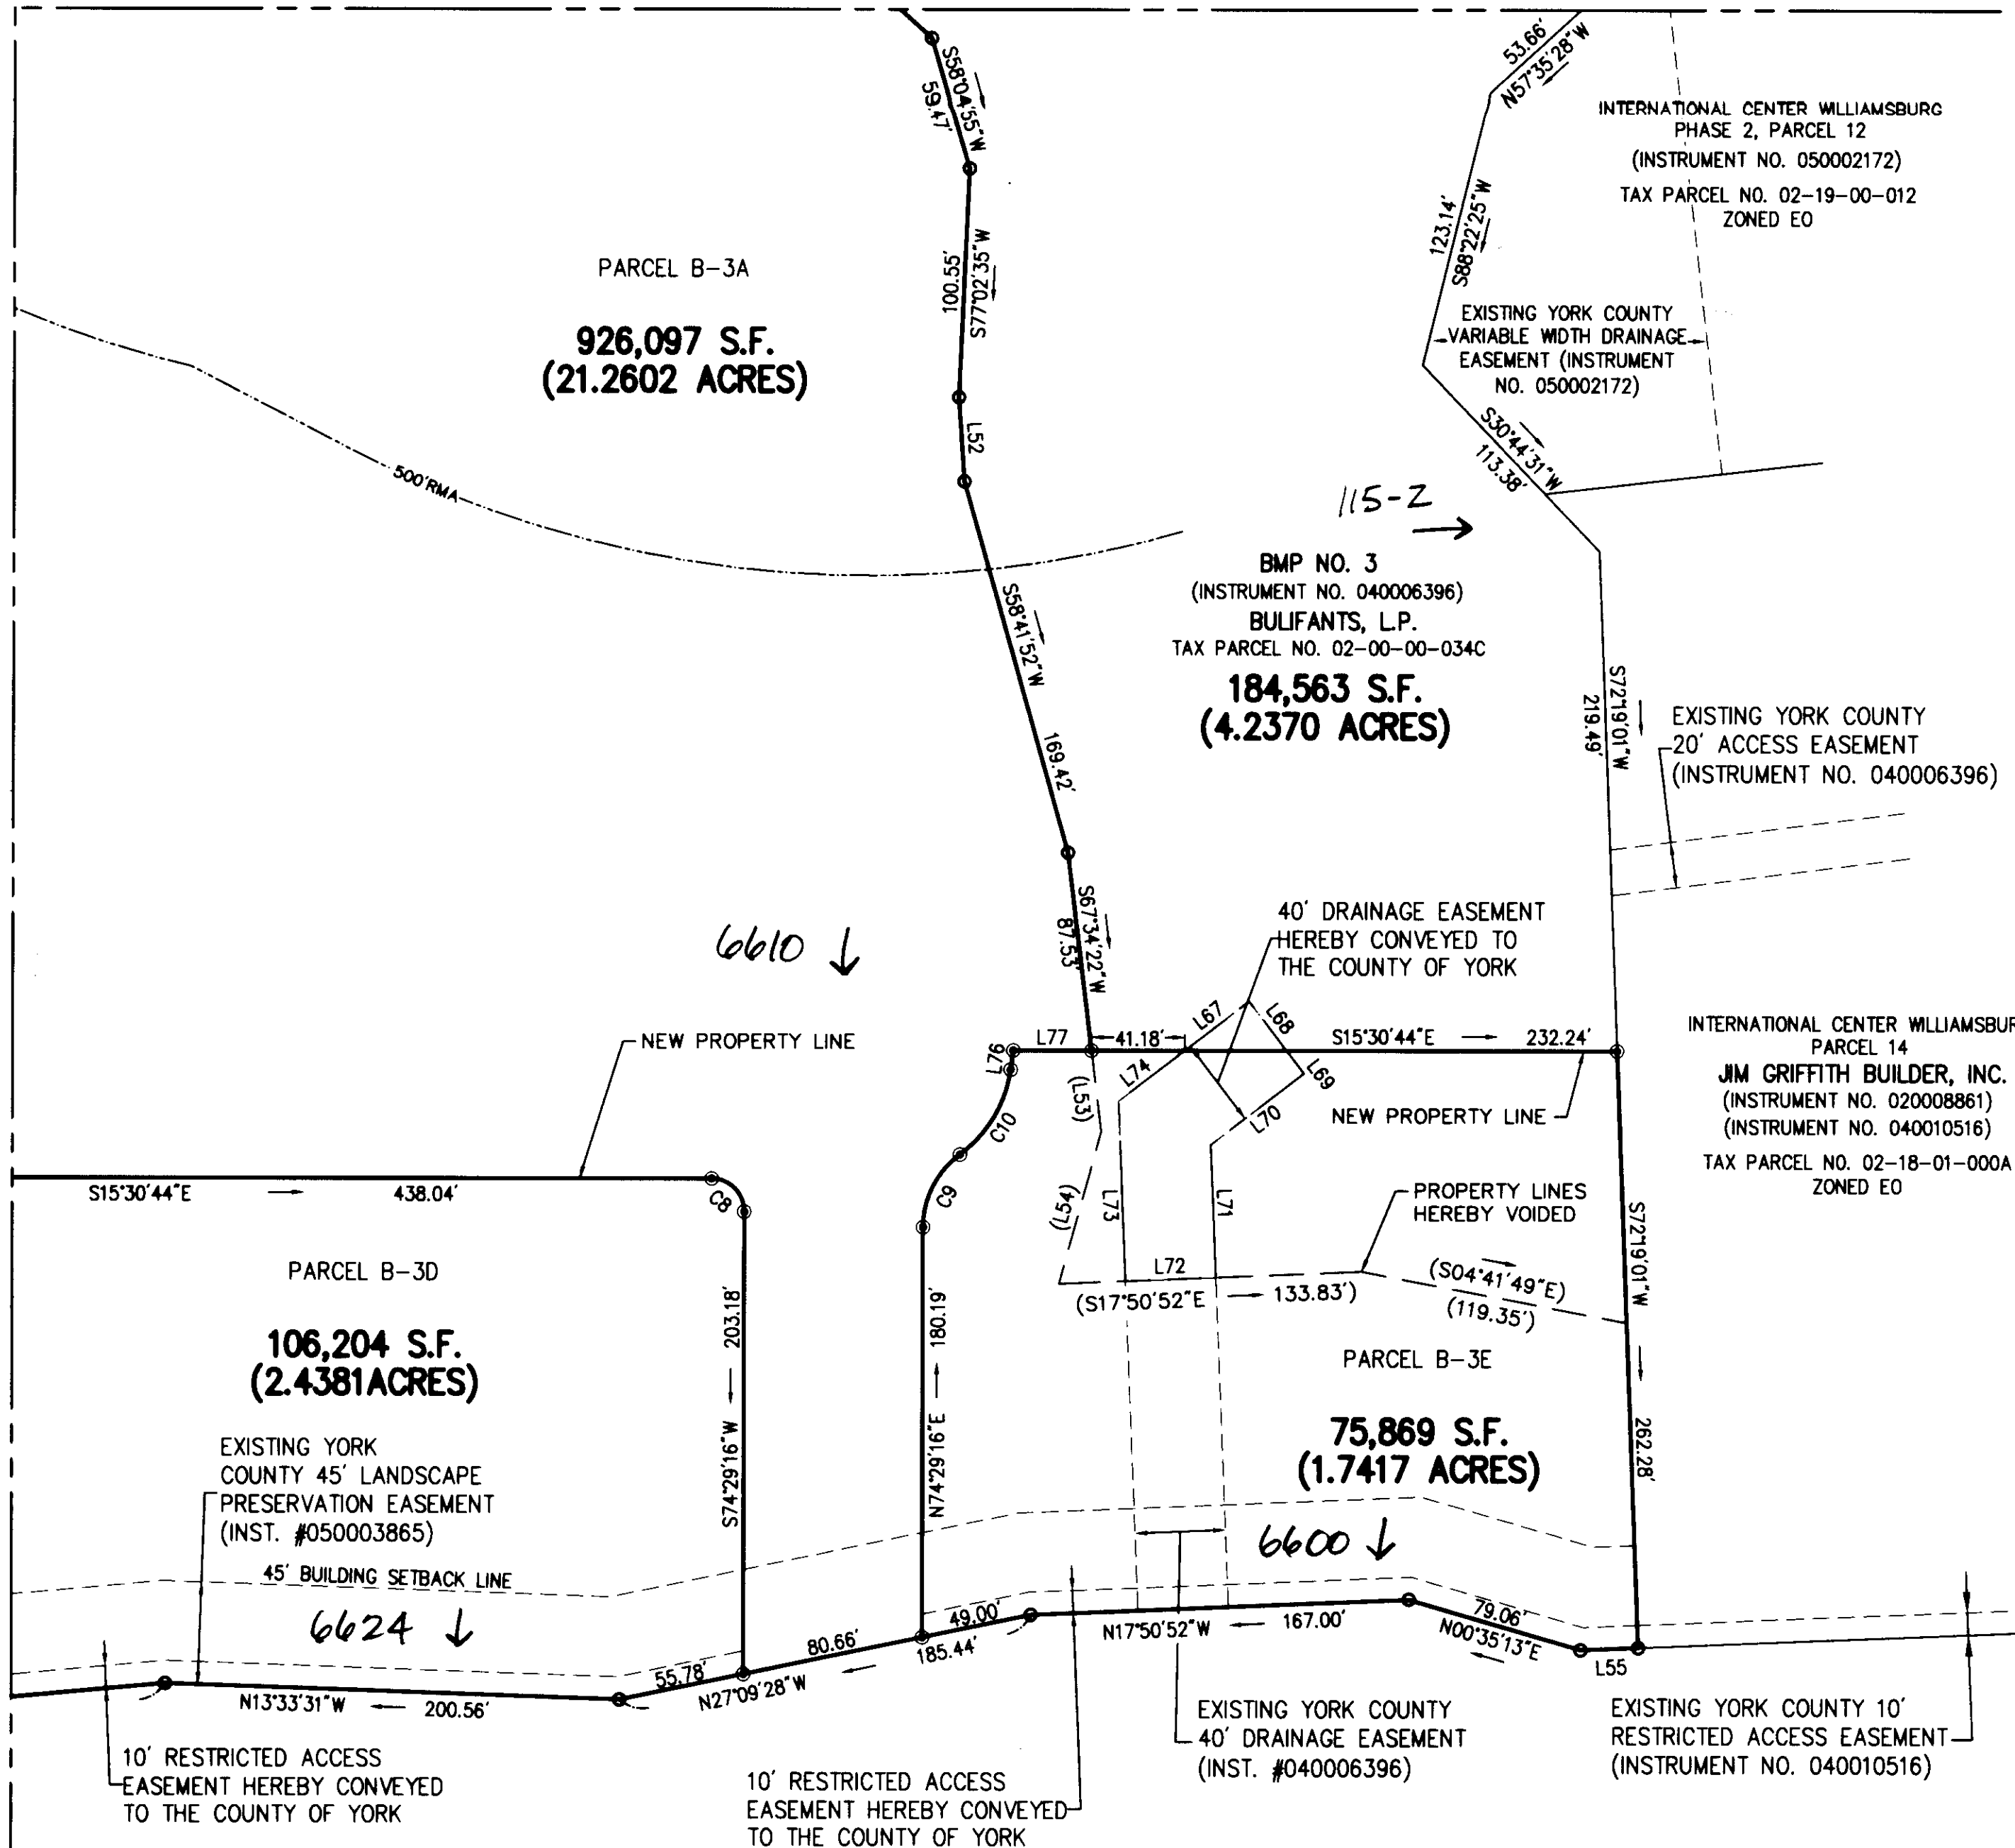 53.66'
N57°35'28"W
S58°04'55"W
59.47'
INTERNATIONAL CENTER WILLIAMSBURG
PHASE 2, PARCEL 12
(INSTRUMENT NO. 050002172)
TAX PARCEL NO. 02-19-00-012
ZONED EO
123.14'
S88°22'25"W
PARCEL B-3A
926,097 S.F.
(21.2602 ACRES)
100.55'
S77°02'35"W
EXISTING YORK COUNTY
VARIABLE WIDTH DRAINAGE
EASEMENT (INSTRUMENT
NO. 050002172)
L52
S30°44'31"W
113.38'
500'RMA
115-2
BMP NO. 3
(INSTRUMENT NO. 040006396)
BULIFANTS, L.P.
TAX PARCEL NO. 02-00-00-034C
184,563 S.F.
(4.2370 ACRES)
S58°41'52"W
169.42'
S72°19'01"W
219.49'
EXISTING YORK COUNTY
20' ACCESS EASEMENT
(INSTRUMENT NO. 040006396)
S67°34'22"W
87.53'
40' DRAINAGE EASEMENT
HEREBY CONVEYED TO
THE COUNTY OF YORK
6610
NEW PROPERTY LINE
L76
L77
41.18'
L67
L68
S15°30'44"E
232.24'
L74
L69
L70
(L53)
C10
NEW PROPERTY LINE
INTERNATIONAL CENTER WILLIAMSBUR
PARCEL 14
JIM GRIFFITH BUILDER, INC.
(INSTRUMENT NO. 020008861)
(INSTRUMENT NO. 040010516)
TAX PARCEL NO. 02-18-01-000A
ZONED EO
S15°30'44"E
438.04'
C8
C9
(L54)
L73
L71
PROPERTY LINES
HEREBY VOIDED
L72
(S17°50'52"E
133.83')
(S04°41'49"E)
(119.35')
S72°19'01"W
262.28'
PARCEL B-3D
106,204 S.F.
(2.4381ACRES)
S74°29'16"W
203.18'
N74°29'16"E
180.19'
PARCEL B-3E
75,869 S.F.
(1.7417 ACRES)
EXISTING YORK
COUNTY 45' LANDSCAPE
PRESERVATION EASEMENT
(INST. #050003865)
45' BUILDING SETBACK LINE
6624
6600
N13°33'31"W
200.56'
55.78'
N27°09'28"W
80.66'
185.44'
49.00'
N17°50'52"W
167.00'
79.06'
N00°35'13"E
L55
10' RESTRICTED ACCESS
EASEMENT HEREBY CONVEYED
TO THE COUNTY OF YORK
10' RESTRICTED ACCESS
EASEMENT HEREBY CONVEYED
TO THE COUNTY OF YORK
EXISTING YORK COUNTY
40' DRAINAGE EASEMENT
(INST. #040006396)
EXISTING YORK COUNTY 10'
RESTRICTED ACCESS EASEMENT
(INSTRUMENT NO. 040010516)